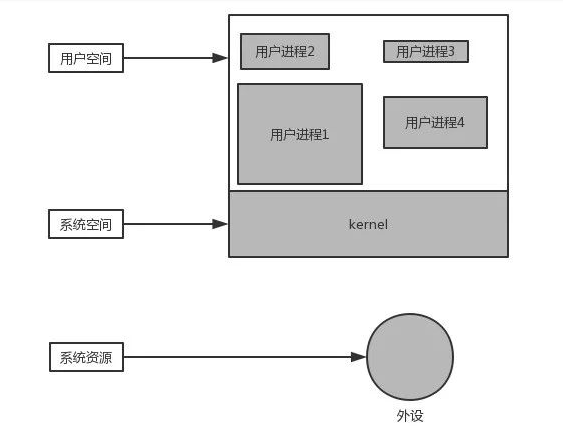 用户空间
用户进程2
用户进程3
用户进程1
用户进程4
系统空间
kernel
系统资源
外设